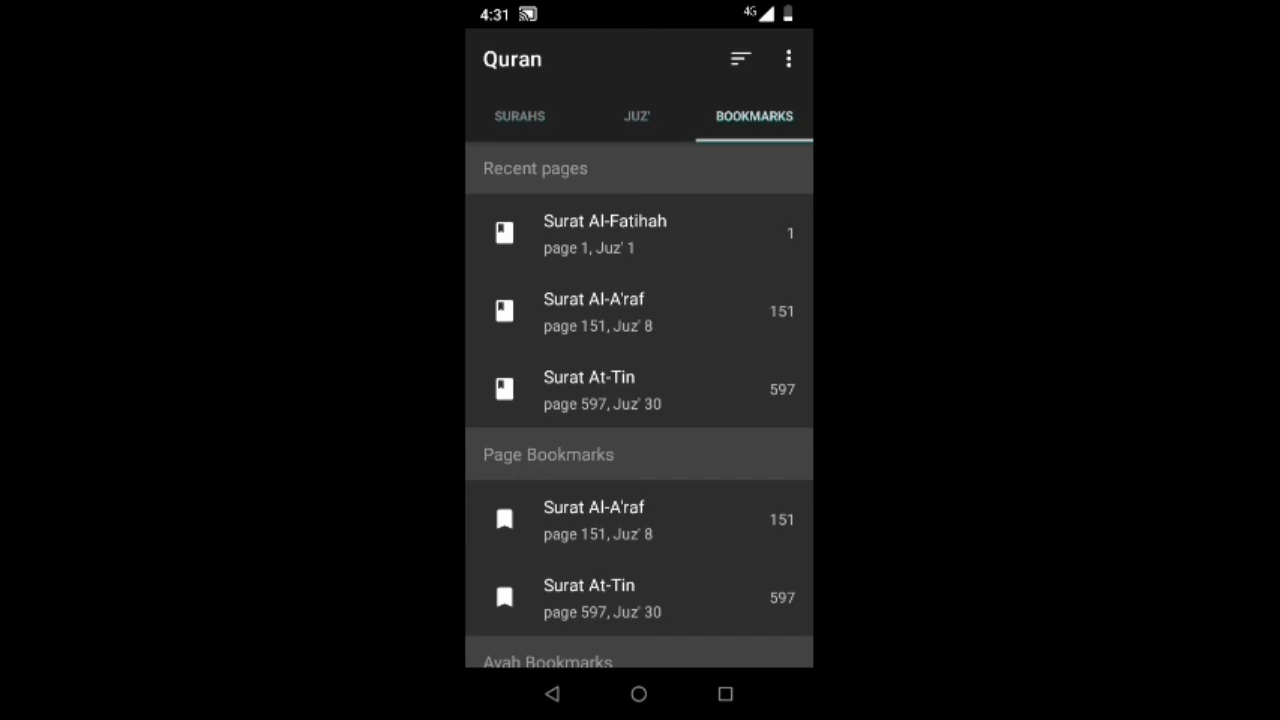 4:31 4G
Quran
SURAHS JUZ' BOOKMARKS
Recent pages
Surat Al-Fatihah
page 1, Juz' 1 1
Surat Al-A'raf
page 151, Juz' 8 151
Surat At-Tin
page 597, Juz' 30 597
Page Bookmarks
Surat Al-A'raf
page 151, Juz' 8 151
Surat At-Tin
page 597, Juz' 30 597
Ayah Bookmarks